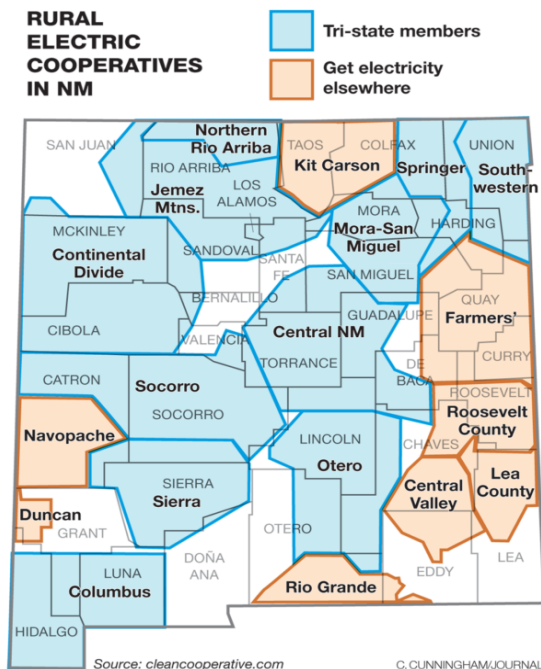 RURAL
ELECTRIC
COOPERATIVES
IN NM
Tri-state members
Get electricity
elsewhere
SAN JUAN
Northern
Rio Arriba
TAOS
COLFAX
UNION
Kit Carson
Springer
South-
western
RIO ARRIBA
Jemez
Mtns.
LOS
ALAMOS
MORA
Mora-San
Miguel
HARDING
MCKINLEY
Continental
Divide
SANDOVAL
SANTA
FE
SAN MIGUEL
BERNALILLO
QUAY
Farmers'
GUADALUPE
CIBOLA
VALENCIA
Central NM
TORRANCE
CURRY
DE
BACA
CATRON
Socorro
SOCORRO
ROOSEVELT
Roosevelt
County
Navopache
LINCOLN
Otero
CHAVES
Lea
County
Central
Valley
SIERRA
Sierra
Duncan
GRANT
OTERO
DOÑA
ANA
LUNA
Columbus
Rio Grande
EDDY
LEA
HIDALGO
Source: cleancooperative.com
C. CUNNINGHAM/JOURNAL